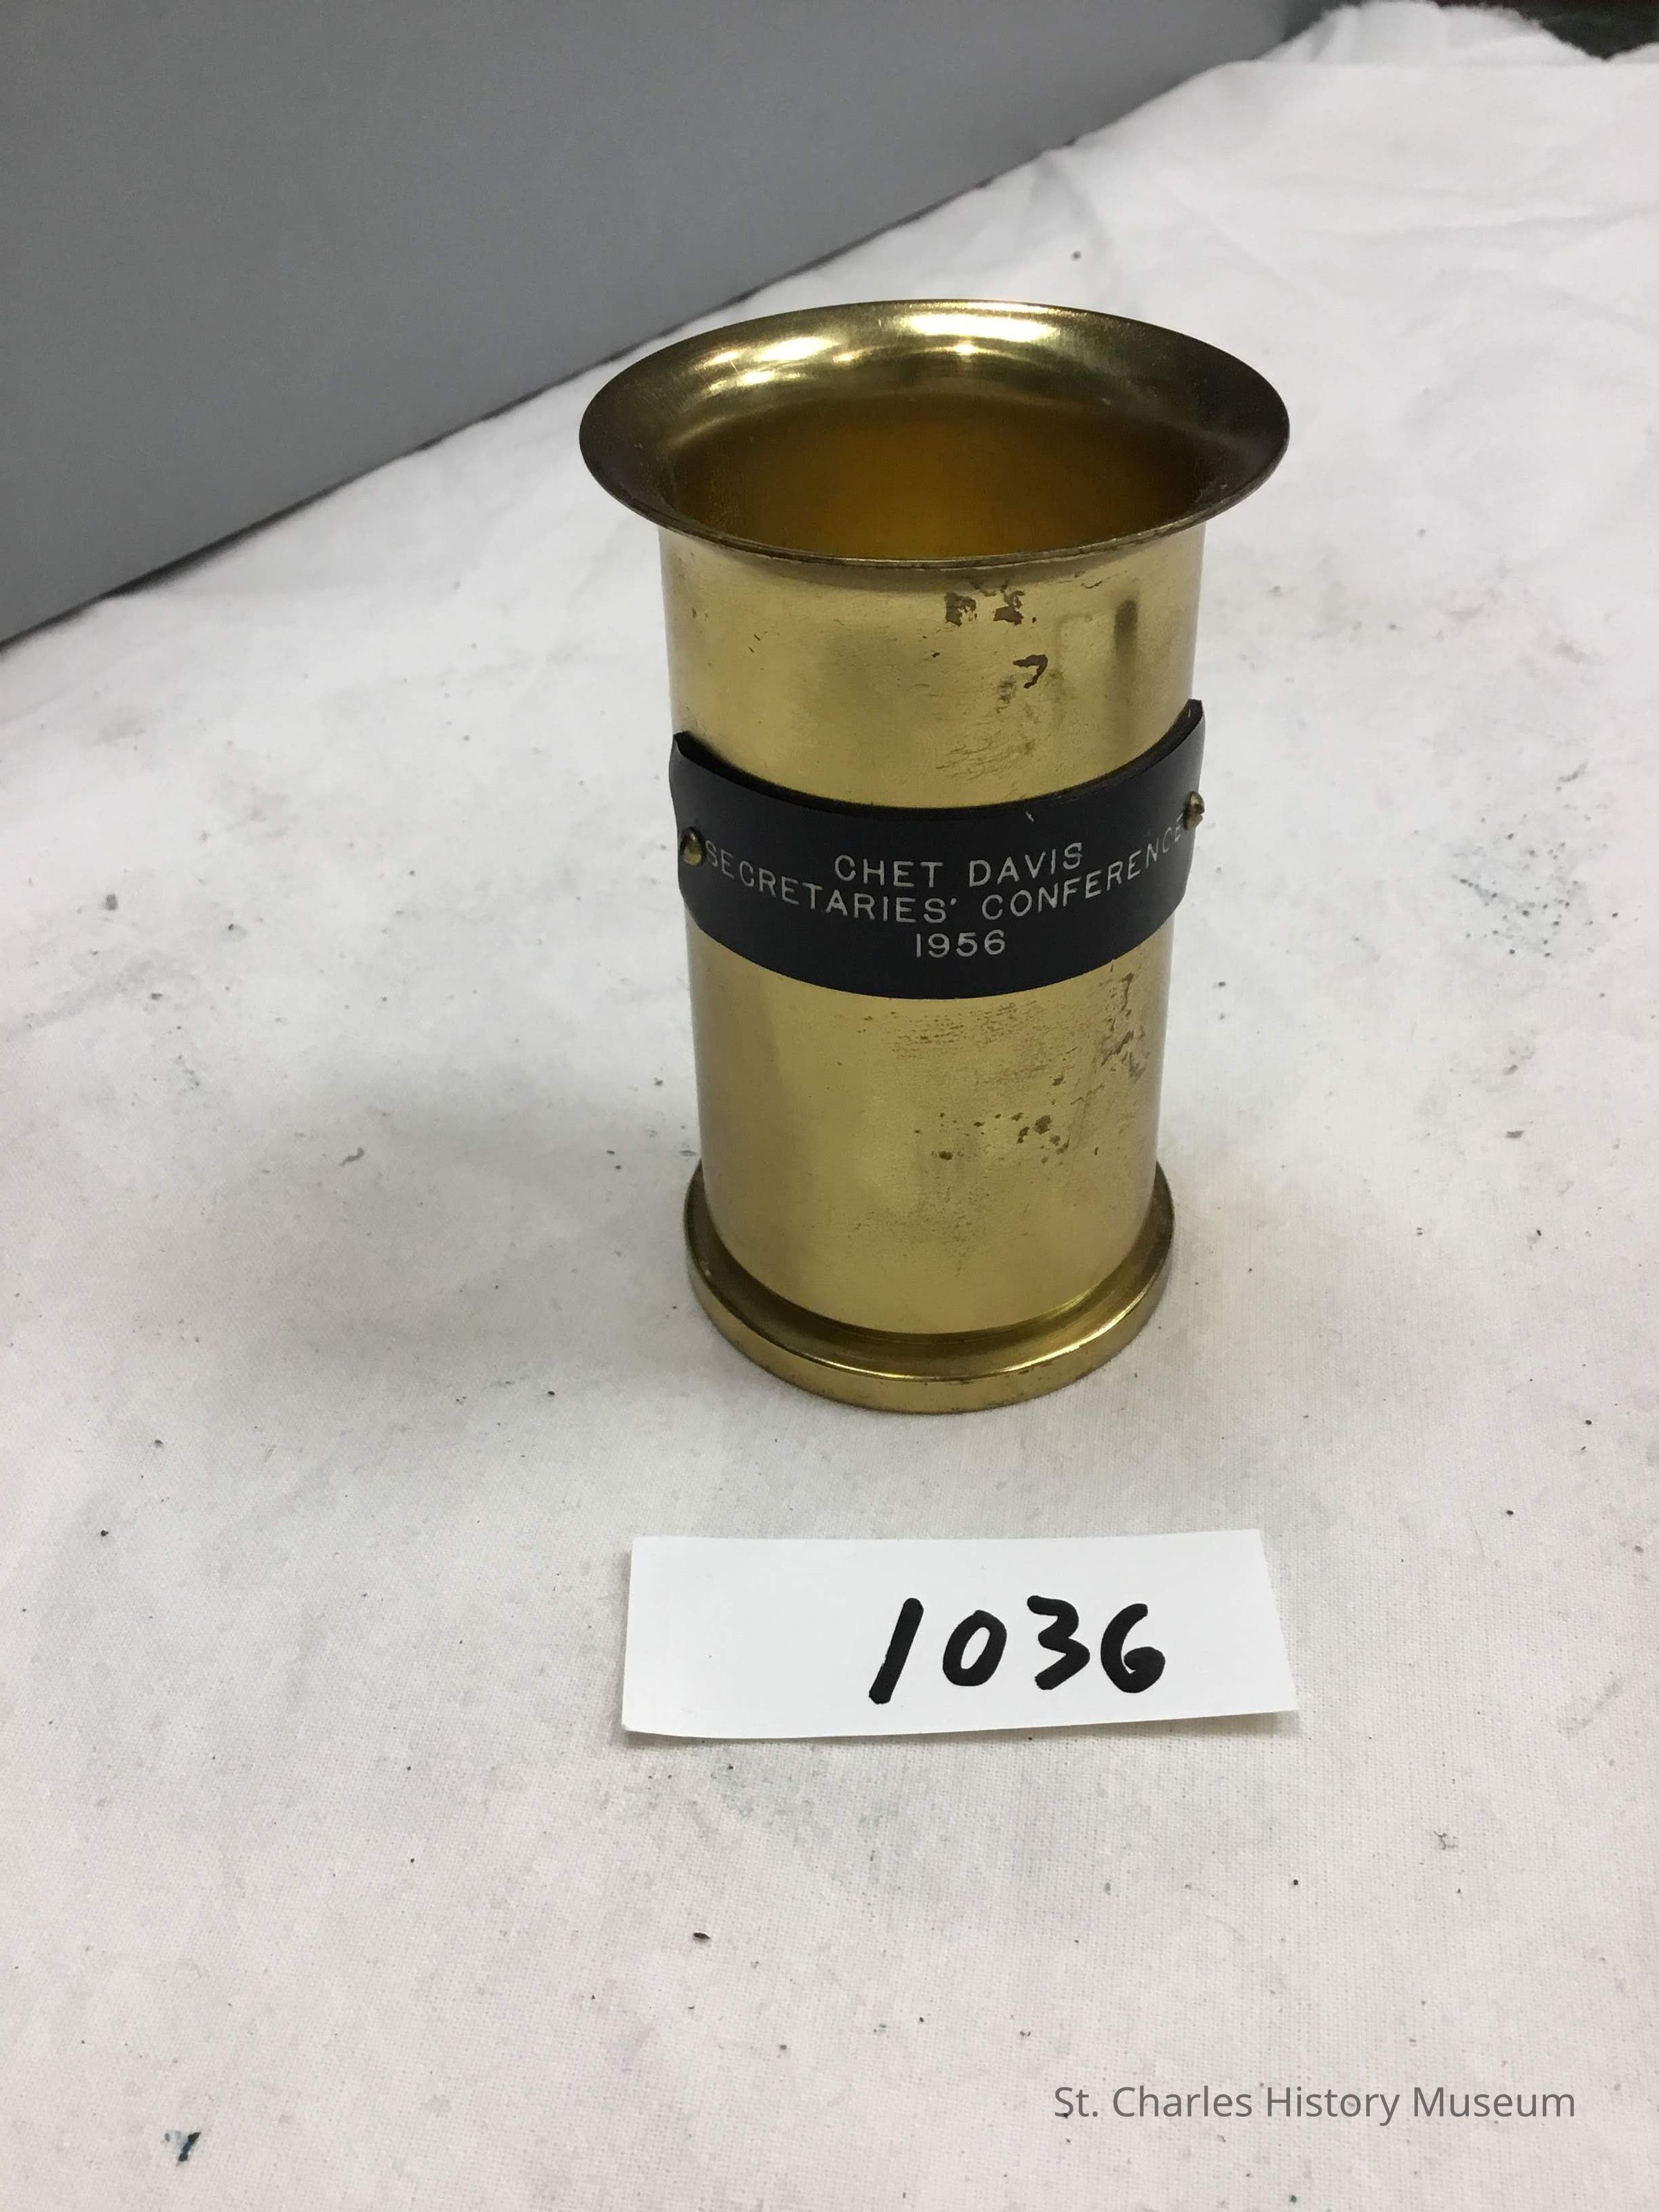 CHET DAVIS
SECRETARIES' CONFERENCE
1956
1036
St. Charles History Museum